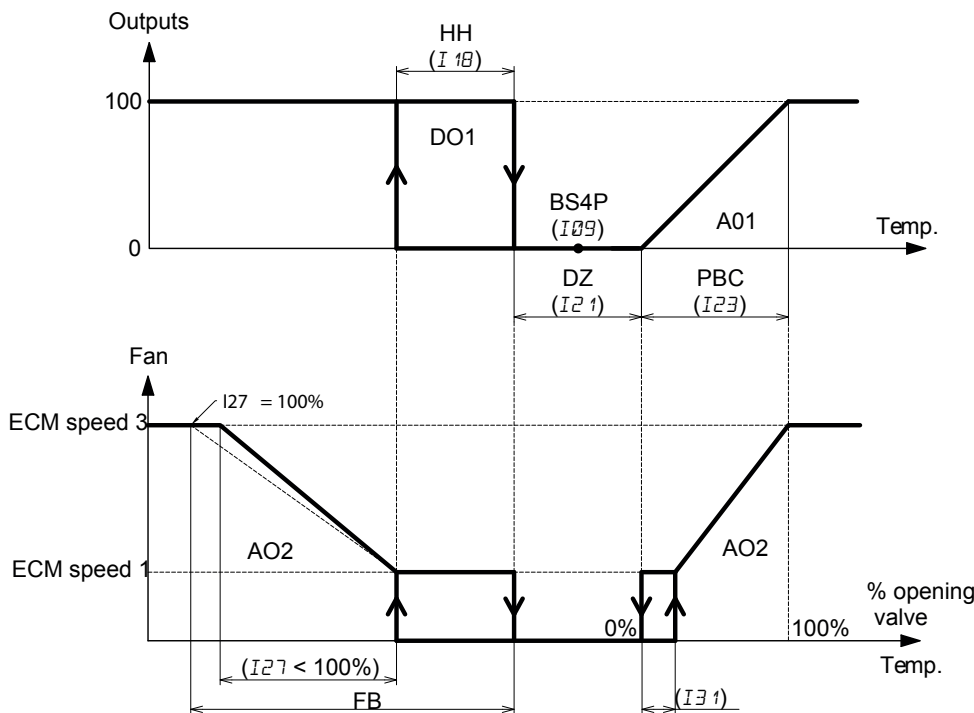 Outputs
HH
(I18)
100
DO1
BS4P
(I09)
A01
Temp.
0
DZ
(I21)
PBC
(I23)
Fan
I27 = 100%
ECM speed 3
AO2
AO2
ECM speed 1
% opening
valve
0%
100%
Temp.
(I27 < 100%)
(I31)
FB